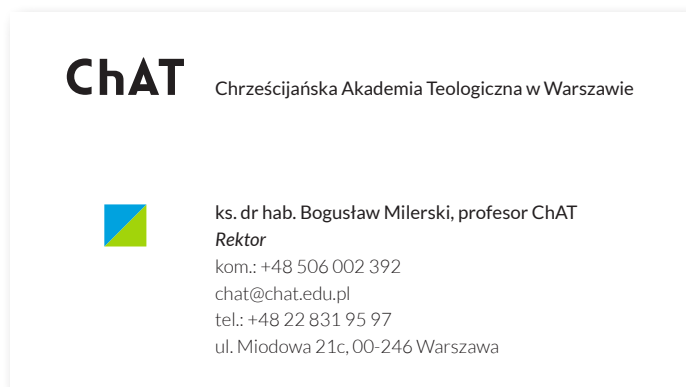 ChAT
Chrześcijańska Akademia Teologiczna w Warszawie
ks. dr hab. Bogusław Milerski, profesor ChAT
Rektor
kom.: +48 506 002 392
chat@chat.edu.pl
tel.: +48 22 831 95 97
ul. Miodowa 21c, 00-246 Warszawa